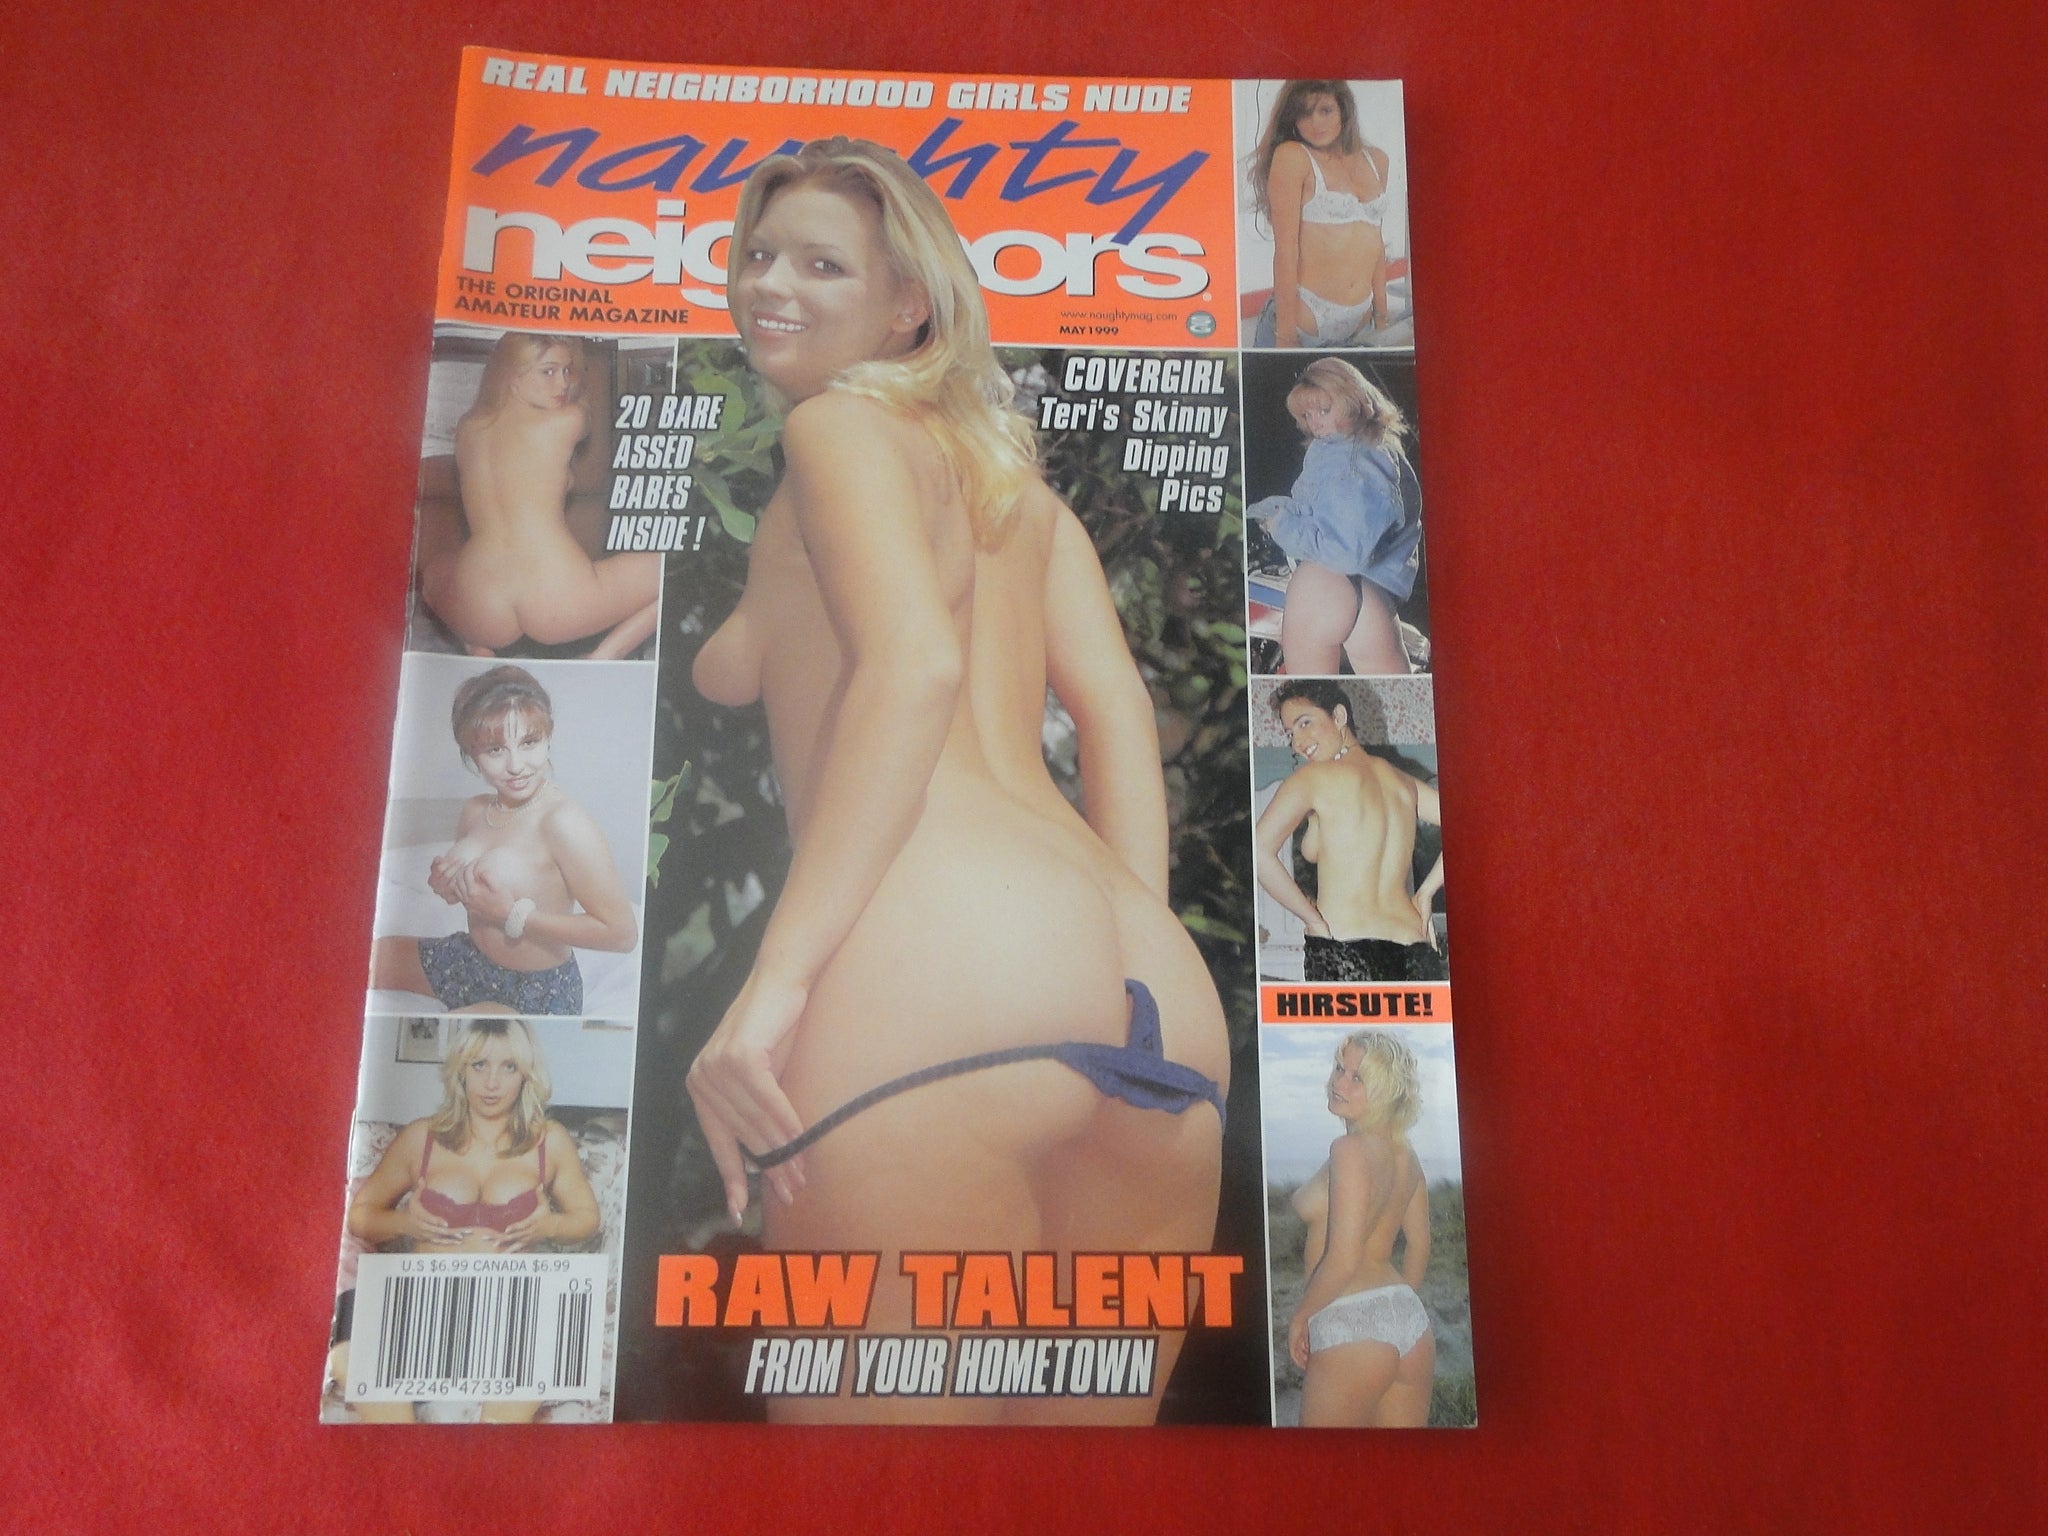 REAL NEIGHBORHOOD GIRLS NUDE
naughty
neighbors
THE ORIGINAL
AMATEUR MAGAZINE
www.naughtymag.com
MAY 1999
20 BARE
ASSED
BABES
INSIDE!
COVERGIRL
Teri's Skinny
Dipping
Pics
HIRSUTE!
RAW TALENT
FROM YOUR HOMETOWN
U.S $6.99 CANADA $6.99
05
0 72246 47339 9